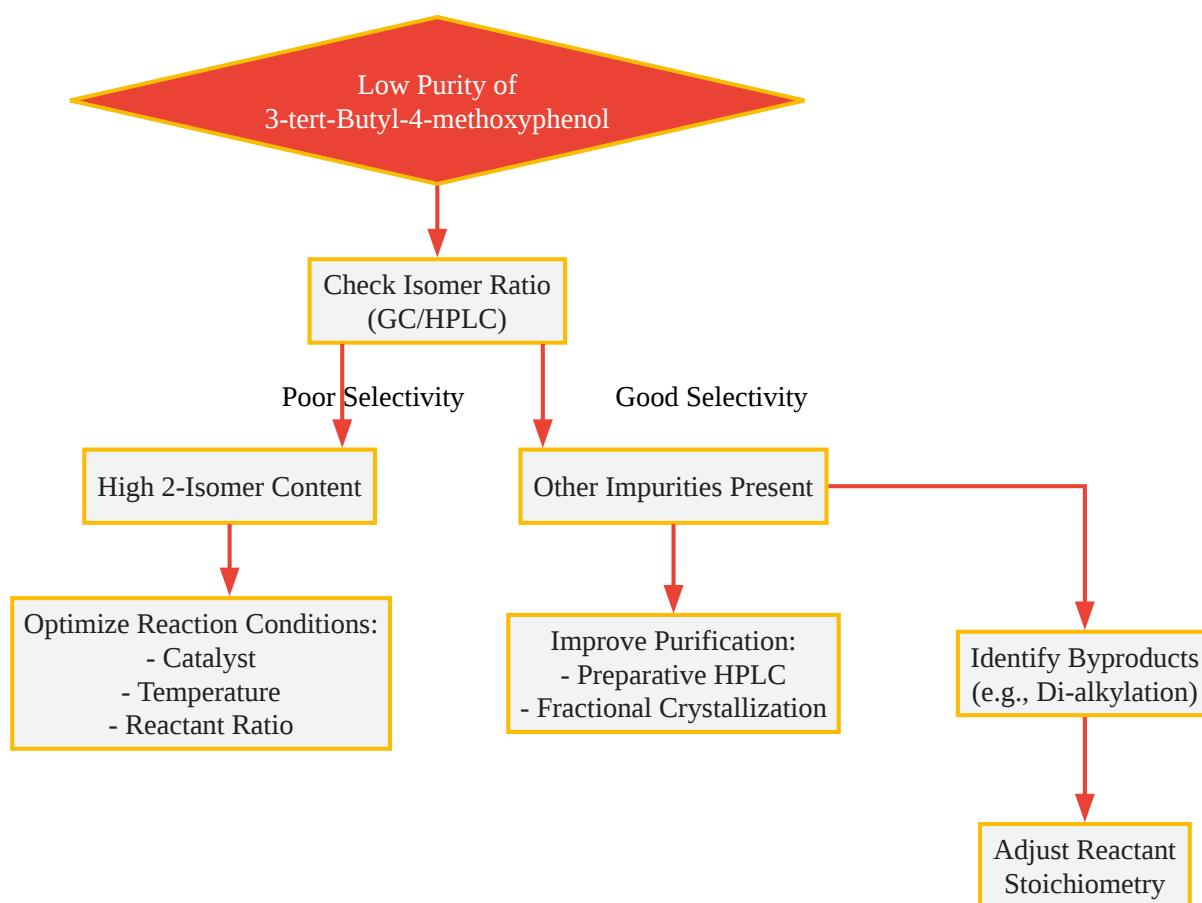 Low Purity of
3-tert-Butyl-4-methoxyphenol
Check Isomer Ratio
(GC/HPLC)
Poor Selectivity
Good Selectivity
High 2-Isomer Content
Other Impurities Present
Optimize Reaction Conditions:
- Catalyst
- Temperature
- Reactant Ratio
Improve Purification:
- Preparative HPLC
- Fractional Crystallization
Identify Byproducts
(e.g., Di-alkylation)
Adjust Reactant
Stoichiometry